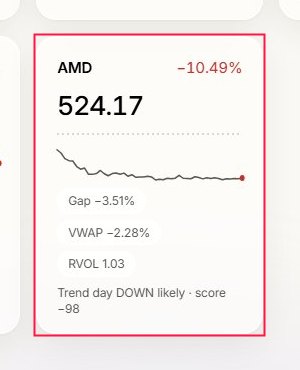 AMD −10.49%
524.17
Gap −3.51%
VWAP −2.28%
RVOL 1.03
Trend day DOWN likely · score
−98